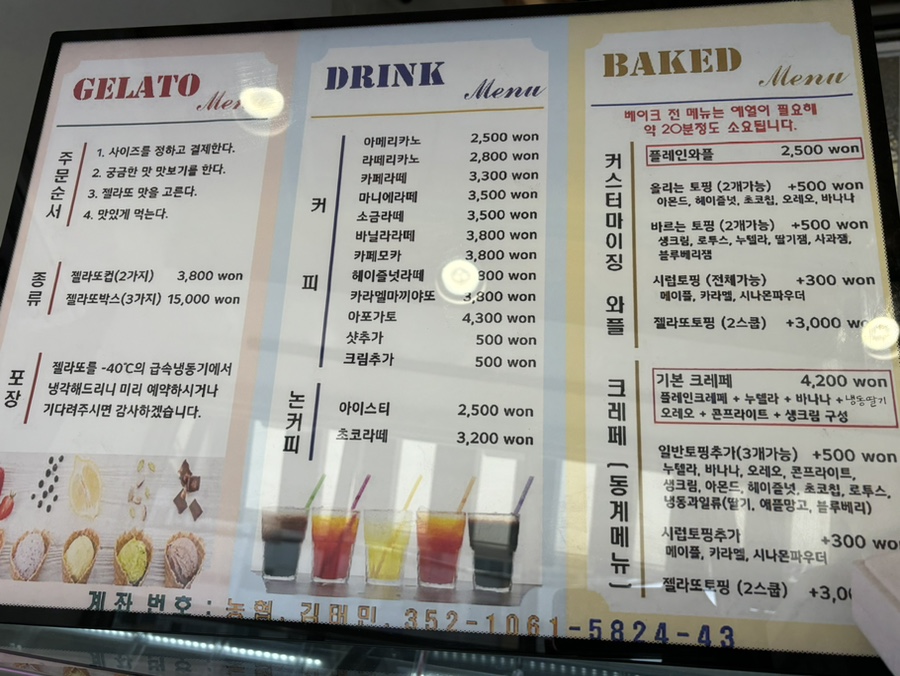 GELATO
주문순서
1. 사이즈를 정하고 결제한다.
2. 궁금한 맛 맛보기를 한다.
3. 젤라또 맛을 고른다.
4. 맛있게 먹는다.
종류
젤라또컵(2가지) 3,800 won
젤라또박스(3가지) 15,000 won
포장
젤라또를 -40℃의 급속냉동기에서
냉각해드리니 미리 예약하시거나
기다려주시면 감사하겠습니다.
DRINK
Menu
커피
아메리카노 2,500 won
라떼리카노 2,800 won
카페라떼 3,300 won
마니에라떼 3,500 won
소금라떼 3,500 won
바닐라라떼 3,800 won
카페모카 3,800 won
헤이즐넛라떼 800 won
카라멜마끼야또 3,800 won
아포가토 4,300 won
샷추가 500 won
크림추가 500 won
논커피
아이스티 2,500 won
초코라떼 3,200 won
BAKED
Menu
베이크 전 메뉴는 예열이 필요해
약 20분정도 소요됩니다.
커스터마이징 와플
플레인와플 2,500 won
올리는 토핑 (2개가능) +500 won
아몬드, 헤이즐넛, 초코칩, 오레오, 바나나
바르는 토핑 (2개가능) +500 won
생크림, 로투스, 누텔라, 딸기잼, 사과잼,
블루베리잼
시럽토핑 (전체가능) +300 won
메이플, 카라멜, 시나몬파우더
젤라또토핑 (2스쿱) +3,000
크레페 (동계메뉴)
기본 크레페 4,200 won
플레인크레페 + 누텔라 + 바나나 + 냉동딸기
오레오 + 콘프라이트 + 생크림 구성
일반토핑추가(3개가능) +500 won
누텔라, 바나나, 오레오, 콘프라이트,
생크림, 아몬드, 헤이즐넛, 초코칩, 로투스,
냉동과일류(딸기, 애플망고, 블루베리)
시럽토핑추가 +300 wo
메이플, 카라멜, 시나몬파우더
젤라또토핑 (2스쿱) +3,0
계좌번호: 농협, 김태민, 352-1061-5824-43